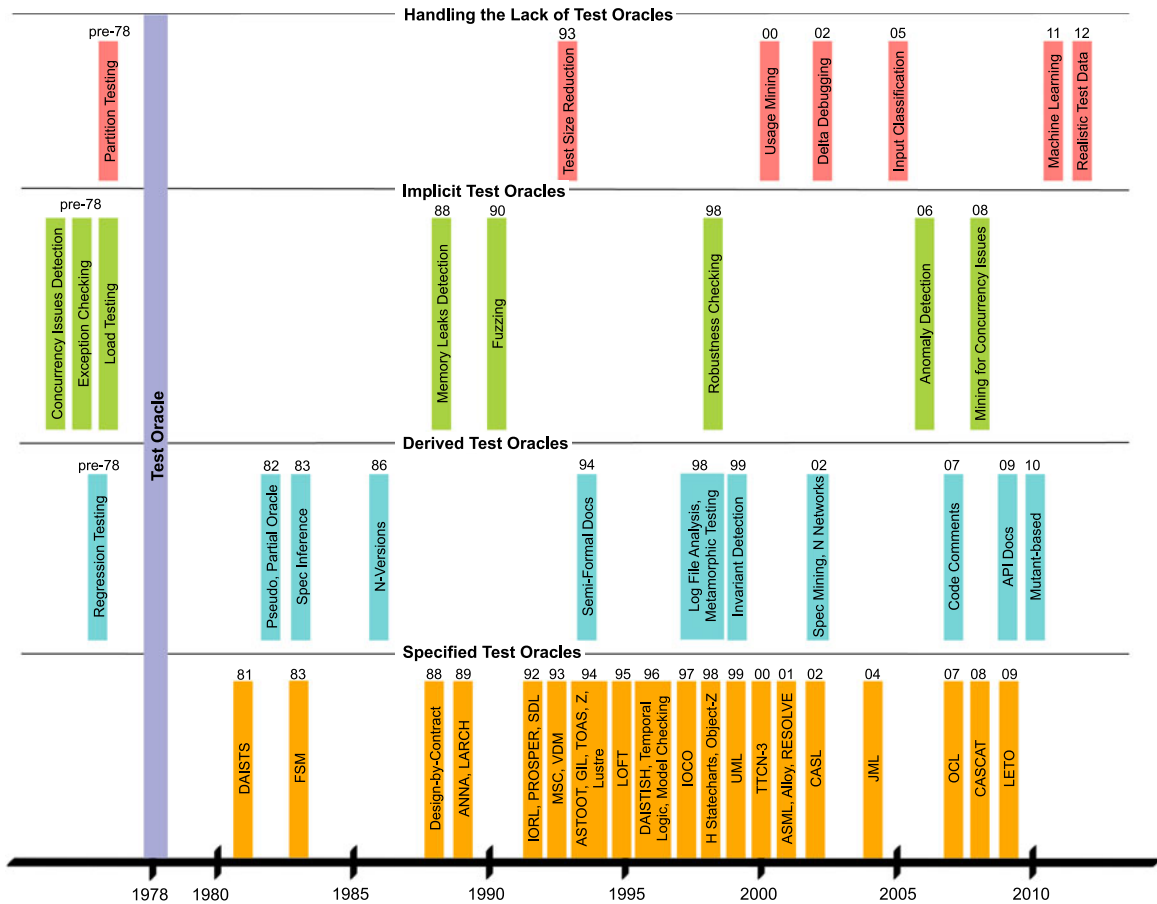 Handling the Lack of Test Oracles
pre-78
93
00
02
05
11
12
Partition Testing
Test Size Reduction
Usage Mining
Delta Debugging
Input Classification
Machine Learning
Realistic Test Data
Implicit Test Oracles
pre-78
88
90
98
06
08
Concurrency Issues Detection
Exception Checking
Load Testing
Memory Leaks Detection
Fuzzing
Robustness Checking
Anomaly Detection
Mining for Concurrency Issues
Test Oracle
Derived Test Oracles
pre-78
82
83
86
94
98
99
02
07
09
10
Regression Testing
Pseudo, Partial Oracle
Spec Inference
N-Versions
Semi-Formal Docs
Log File Analysis,
Metamorphic Testing
Invariant Detection
Spec Mining, N Networks
Code Comments
API Docs
Mutant-based
Specified Test Oracles
81
83
88
89
92
93
94
95
96
97
98
99
00
01
02
04
07
08
09
DAISTS
FSM
Design-by-Contract
ANNA, LARCH
IORL, PROSPER, SDL
MSC, VDM
ASTOOT, GIL, TOAS, Z,
Lustre
LOFT
DAISTISH, Temporal
Logic, Model Checking
IOCO
H Statecharts, Object-Z
UML
TTCN-3
ASML, Alloy, RESOLVE
CASL
JML
OCL
CASCAT
LETO
1978
1980
1985
1990
1995
2000
2005
2010